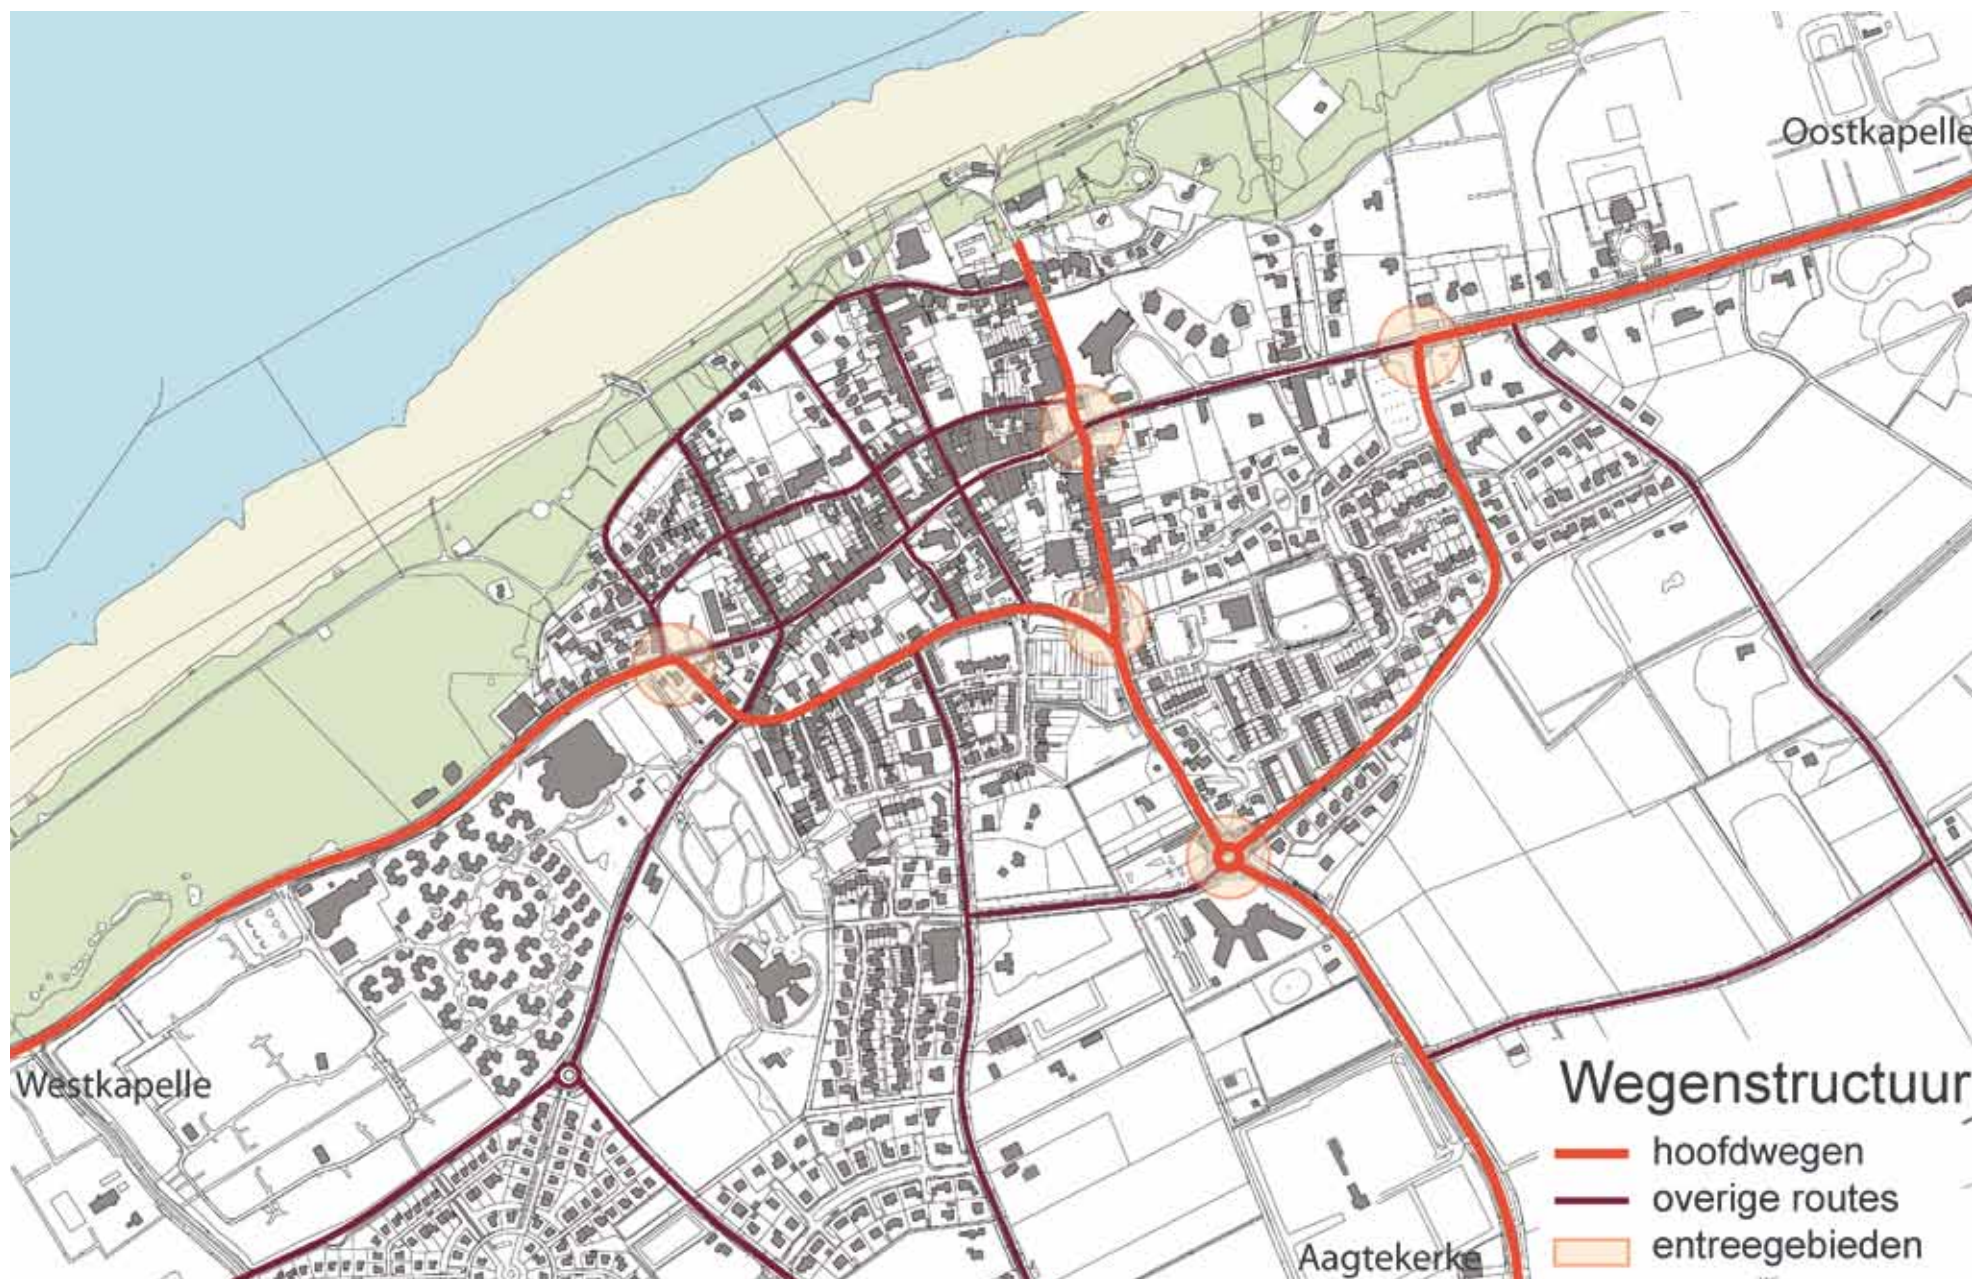 Oostkapelle
Westkapelle
Wegenstructuur
hoofdwegen
overige routes
entreegebieden
Aagtekerke